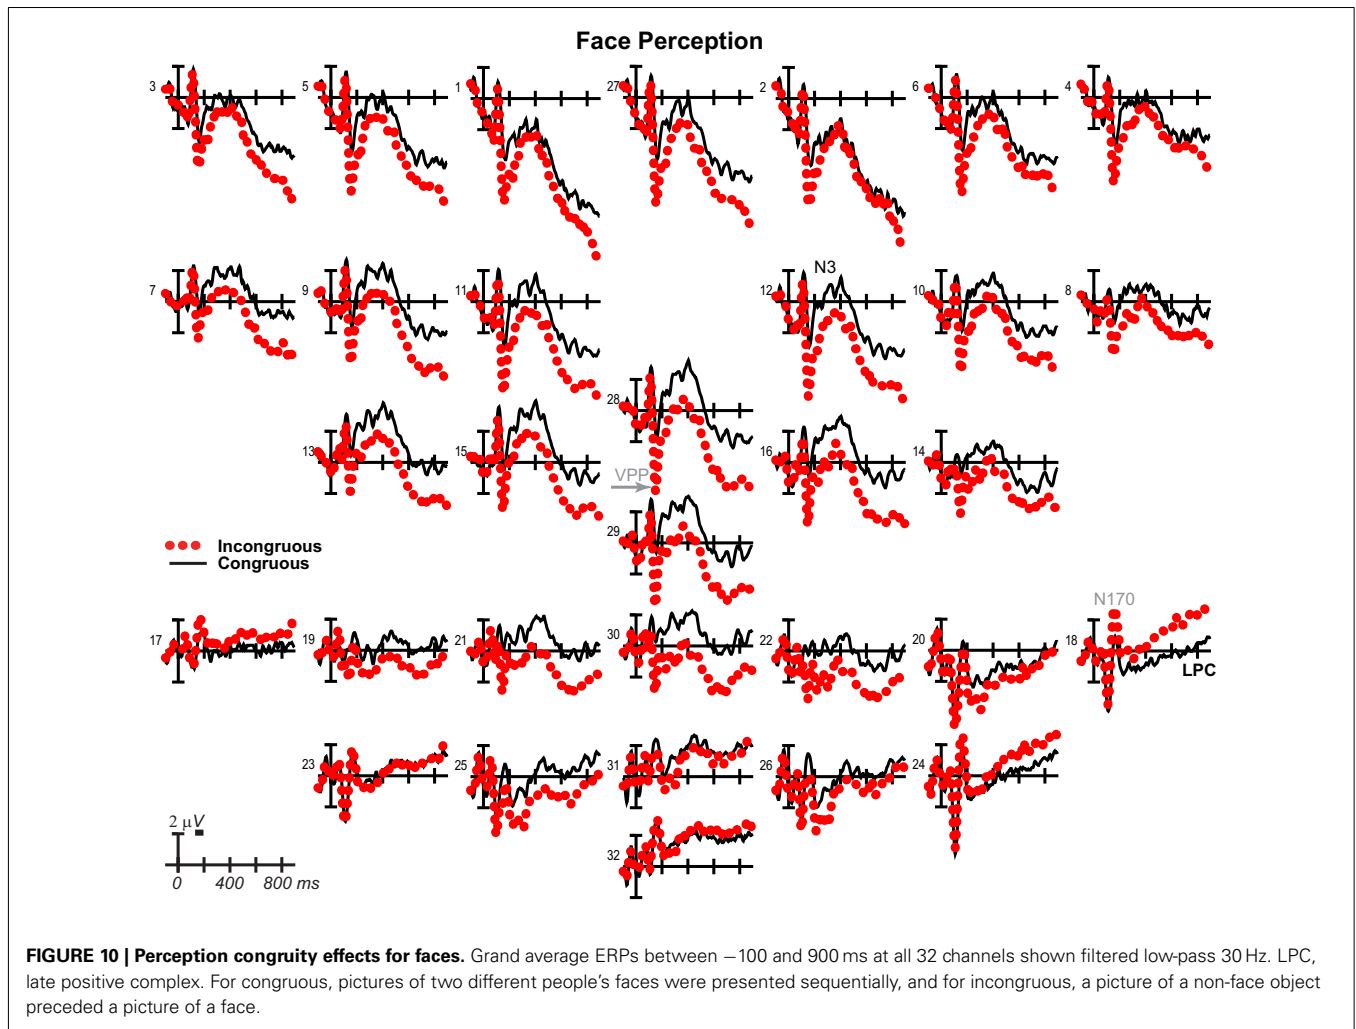 Face Perception
3 5 1 27 2 6 4
N3
7 9 11 12 10 8
28
13 15 VPP 16 14
29
Incongruous
Congruous
N170
17 19 21 30 22 20 18
LPC
23 25 31 26 24
2 μV
32
0 400 800 ms
FIGURE 10 | Perception congruity effects for faces. Grand average ERPs between −100 and 900 ms at all 32 channels shown filtered low-pass 30 Hz. LPC,
late positive complex. For congruous, pictures of two different people's faces were presented sequentially, and for incongruous, a picture of a non-face object
preceded a picture of a face.